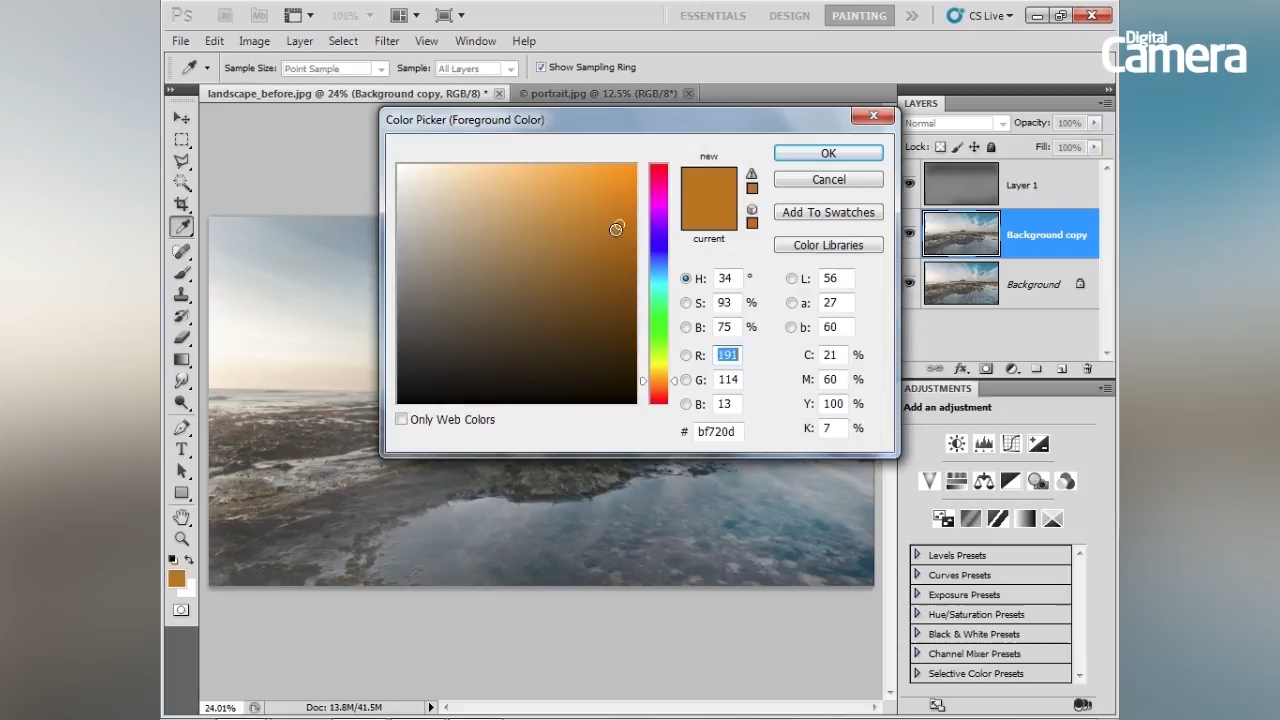 Ps
Br
Mb
100%
ESSENTIALS
DESIGN
PAINTING
CS Live
Digital
Camera
File
Edit
Image
Layer
Select
Filter
View
Window
Help
Sample Size:
Point Sample
Sample:
All Layers
Show Sampling Ring
landscape_before.jpg @ 24% (Background copy, RGB/8) *
© portrait.jpg @ 12.5% (RGB/8*)
LAYERS
Normal
Opacity:
100%
Lock:
Fill:
100%
Layer 1
Background copy
Background
fx
Color Picker (Foreground Color)
new
current
OK
Cancel
Add To Swatches
Color Libraries
H: 34 °
S: 93 %
B: 75 %
R: 191
G: 114
B: 13
# bf720d
L: 56
a: 27
b: 60
C: 21 %
M: 60 %
Y: 100 %
K: 7 %
Only Web Colors
ADJUSTMENTS
Add an adjustment
Levels Presets
Curves Presets
Exposure Presets
Hue/Saturation Presets
Black & White Presets
Channel Mixer Presets
Selective Color Presets
24.01%
Doc: 13.8M/41.5M